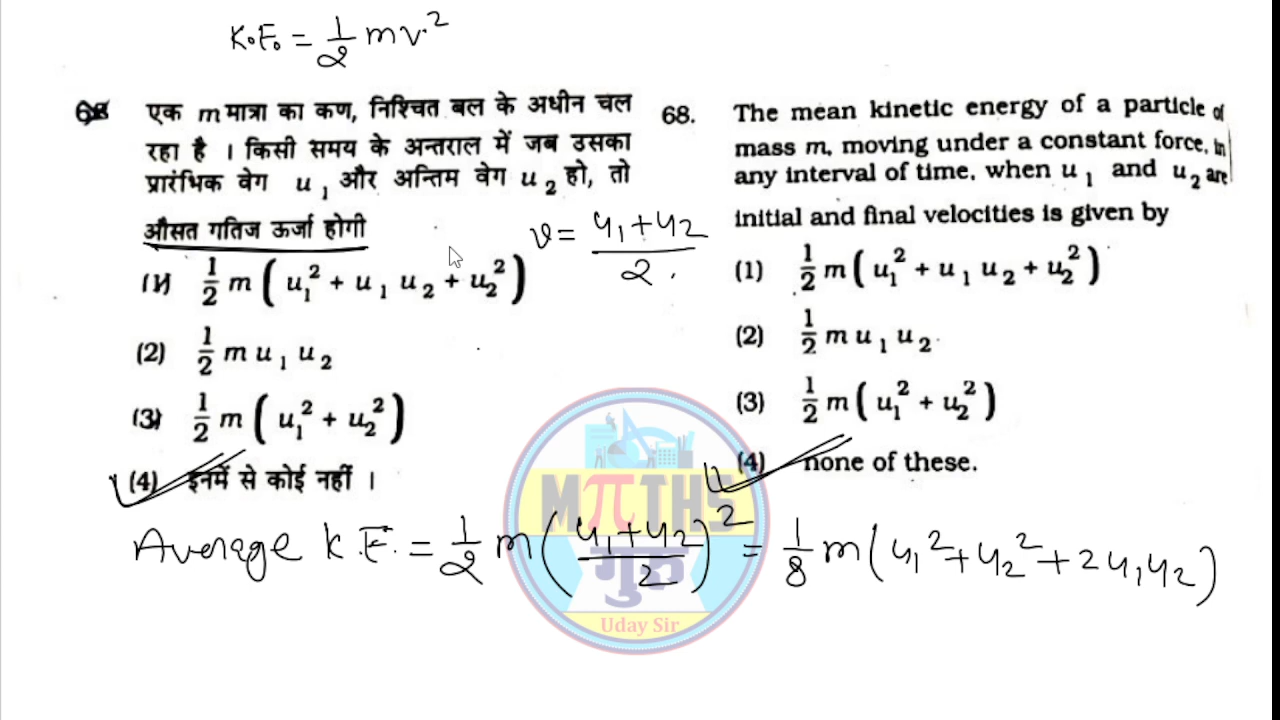 K.E. = 1/2 mv.²
68 एक m मात्रा का कण, निश्चित बल के अधीन चल
रहा है । किसी समय के अन्तराल में जब उसका
प्रारंभिक वेग u₁ और अन्तिम वेग u₂ हो, तो
औसत गतिज ऊर्जा होगी
(1) 1/2 m (u₁² + u₁ u₂ + u₂²)
(2) 1/2 m u₁ u₂
(3) 1/2 m (u₁² + u₂²)
(4) इनमें से कोई नहीं ।
v = (u₁+u₂)/2.
68. The mean kinetic energy of a particle of
mass m, moving under a constant force, in
any interval of time, when u₁ and u₂ are
initial and final velocities is given by
(1) 1/2 m (u₁² + u₁ u₂ + u₂²)
(2) 1/2 m u₁ u₂.
(3) 1/2 m (u₁² + u₂²)
(4) none of these.
MπTHS
गुरु
Uday Sir
Average K.E. = 1/2 m ((u₁+u₂)/2)² = 1/8 m (u₁²+u₂²+2u₁u₂)